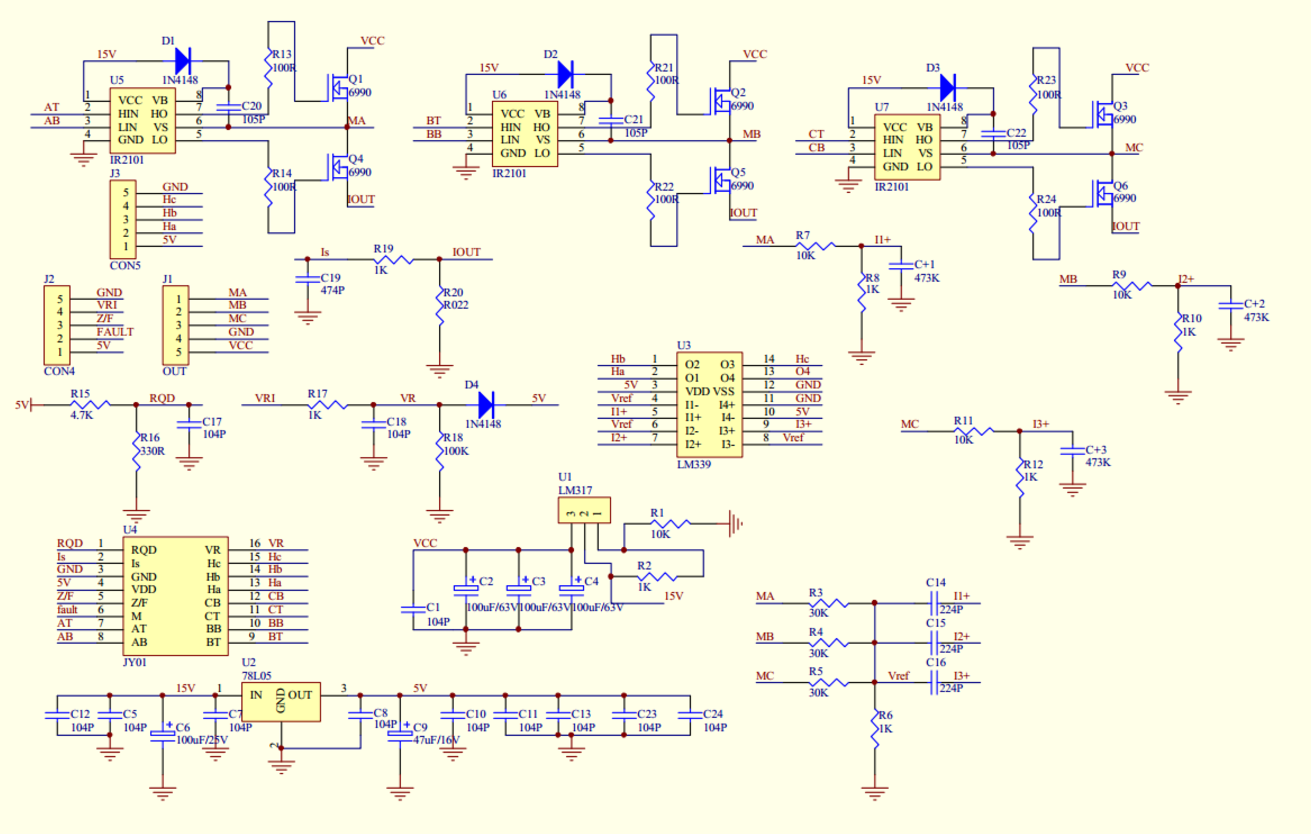 D1
VCC
15V
R13
100R
1N4148
U5
Q1
6990
1 VCC VB 8
AT 2 HIN HO 7
C20
105P
AB 3 LIN VS 6
MA
4 GND LO 5
IR2101
Q4
6990
R14
100R
IOUT
D2
VCC
15V
R21
100R
1N4148
U6
Q2
6990
1 VCC VB 8
BT 2 HIN HO 7
C21
105P
BB 3 LIN VS 6
MB
4 GND LO 5
IR2101
Q5
6990
R22
100R
IOUT
D3
VCC
15V
R23
100R
1N4148
U7
Q3
6990
1 VCC VB 8
CT 2 HIN HO 7
C22
105P
CB 3 LIN VS 6
MC
4 GND LO 5
IR2101
Q6
6990
R24
100R
IOUT
J3
5 GND
4 Hc
3 Hb
2 Ha
1 5V
CON5
Is
R19
1K
IOUT
C19
474P
R20
R022
MA
R7
10K
I1+
R8
1K
C+1
473K
MB
R9
10K
I2+
R10
1K
C+2
473K
J2
5 GND
4 VRI
3 Z/F
2 FAULT
1 5V
CON4
J1
1 MA
2 MB
3 MC
4 GND
5 VCC
OUT
U3
Hb 1 O2 O3 14 Hc
Ha 2 O1 O4 13 O4
5V 3 VDD VSS 12 GND
Vref 4 I1- I4+ 11 GND
I1+ 5 I1+ I4- 10 5V
Vref 6 I2- I3+ 9 I3+
I2+ 7 I2+ I3- 8 Vref
LM339
5V
R15
4.7K
RQD
R16
330R
C17
104P
VRI
R17
1K
VR
D4
1N4148
5V
C18
104P
R18
100K
MC
R11
10K
I3+
R12
1K
C+3
473K
U1
LM317
3 2 1
R1
10K
VCC
R2
1K
15V
C1
104P
C2
100uF/63V
C3
100uF/63V
C4
100uF/63V
U4
RQD 1 RQD VR 16 VR
Is 2 Is Hc 15 Hc
GND 3 GND Hb 14 Hb
5V 4 VDD Ha 13 Ha
Z/F 5 Z/F CB 12 CB
fault 6 M CT 11 CT
AT 7 AT BB 10 BB
AB 8 AB BT 9 BT
JY01
MA
R3
30K
C14
224P
I1+
MB
R4
30K
C15
224P
I2+
MC
R5
30K
Vref
C16
224P
I3+
R6
1K
U2
78L05
15V 1 IN GND OUT 3 5V
2
C12
104P
C5
104P
C6
100uF/25V
C7
104P
C8
104P
C9
47uF/16V
C10
104P
C11
104P
C13
104P
C23
104P
C24
104P